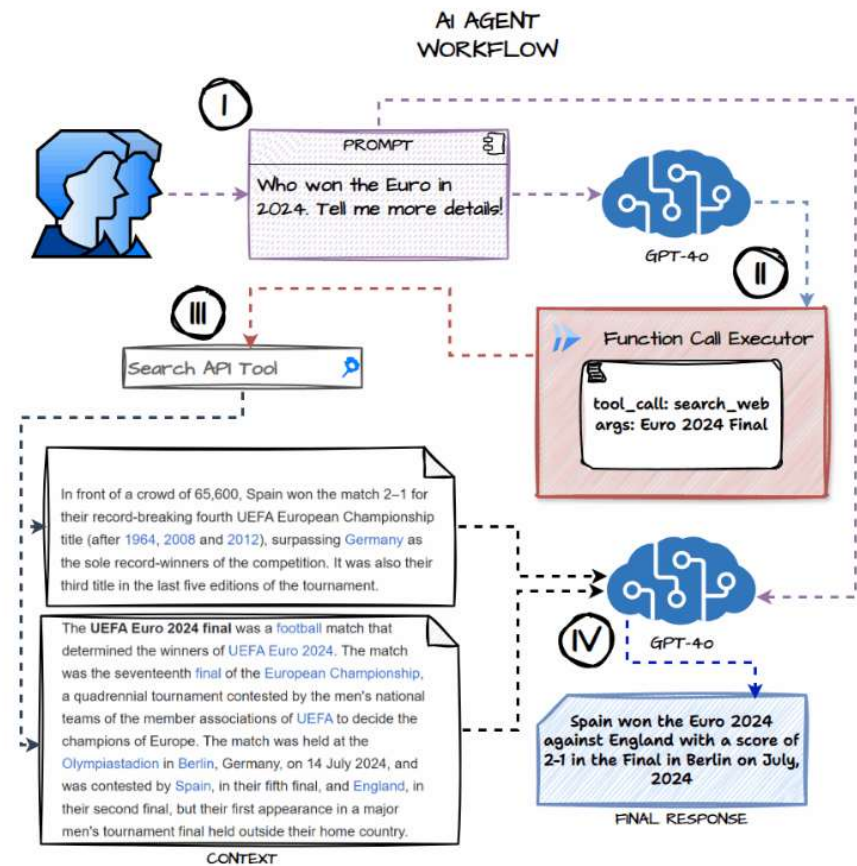 AI AGENT
WORKFLOW
I
PROMPT
Who won the Euro in
2024. Tell me more details!
GPT-4o
II
III
Function Call Executor
Search API Tool
tool_call: search_web
args: Euro 2024 Final
In front of a crowd of 65,600, Spain won the match 2–1 for
their record-breaking fourth UEFA European Championship
title (after 1964, 2008 and 2012), surpassing Germany as
the sole record-winners of the competition. It was also their
third title in the last five editions of the tournament.
The UEFA Euro 2024 final was a football match that
determined the winners of UEFA Euro 2024. The match
was the seventeenth final of the European Championship,
a quadrennial tournament contested by the men's national
teams of the member associations of UEFA to decide the
champions of Europe. The match was held at the
Olympiastadion in Berlin, Germany, on 14 July 2024, and
was contested by Spain, in their fifth final, and England, in
their second final, but their first appearance in a major
men's tournament final held outside their home country.
CONTEXT
IV
GPT-4o
Spain won the Euro 2024
against England with a score of
2-1 in the Final in Berlin on July,
2024
FINAL RESPONSE